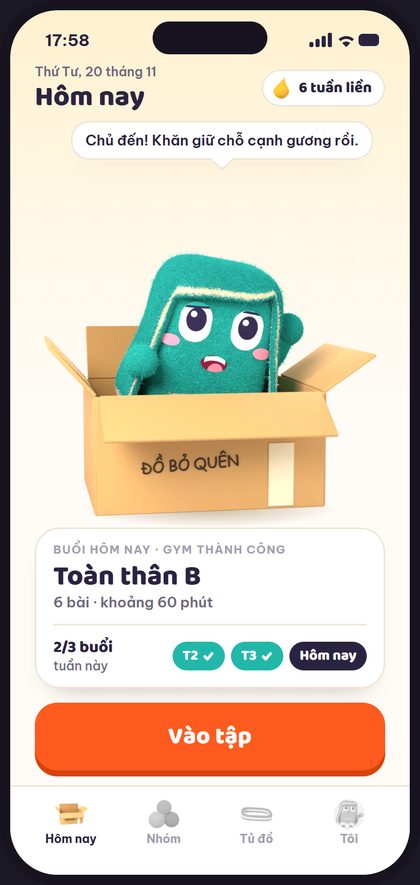 17:58
Thứ Tư, 20 tháng 11
Hôm nay
6 tuần liền
Chủ đến! Khăn giữ chỗ cạnh gương rồi.
ĐỒ BỎ QUÊN
BUỔI HÔM NAY · GYM THÀNH CÔNG
Toàn thân B
6 bài · khoảng 60 phút
2/3 buổi
tuần này
T2 ✓
T3 ✓
Hôm nay
Vào tập
Hôm nay
Nhóm
Tủ đồ
Tôi